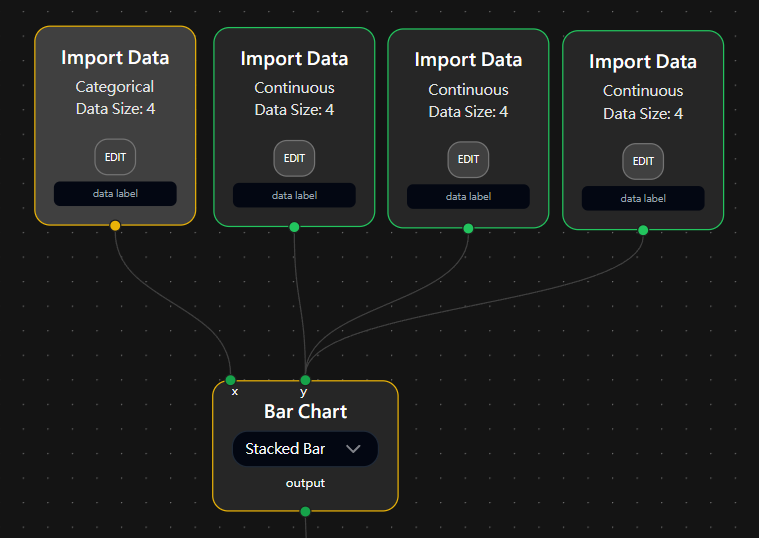 Import Data
Categorical
Data Size: 4
EDIT
data label
Import Data
Continuous
Data Size: 4
EDIT
data label
Import Data
Continuous
Data Size: 4
EDIT
data label
Import Data
Continuous
Data Size: 4
EDIT
data label
x
y
Bar Chart
Stacked Bar
output